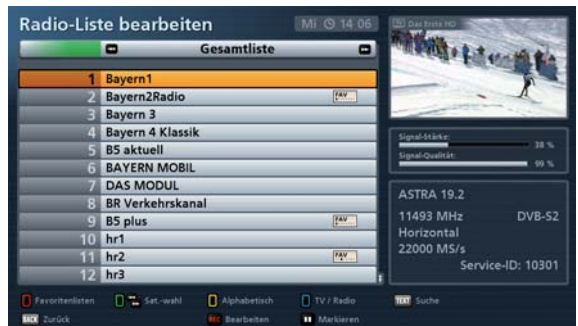 Radio-Liste bearbeiten
Mi 14 06
Das Erste HD
Gesamtliste
1 Bayern1
2 Bayern2Radio FAV
3 Bayern 3
4 Bayern 4 Klassik
5 B5 aktuell
6 BAYERN MOBIL
7 DAS MODUL
8 BR Verkehrskanal
9 B5 plus FAV
10 hr1
11 hr2 FAV
12 hr3
Signal-Stärke:
38 %
Signal-Qualität:
99 %
ASTRA 19.2
11493 MHz DVB-S2
Horizontal
22000 MS/s
Service-ID: 10301
Favoritenlisten Sat.-wahl Alphabetisch TV / Radio TEXT Suche
BACK Zurück REC Bearbeiten Markieren